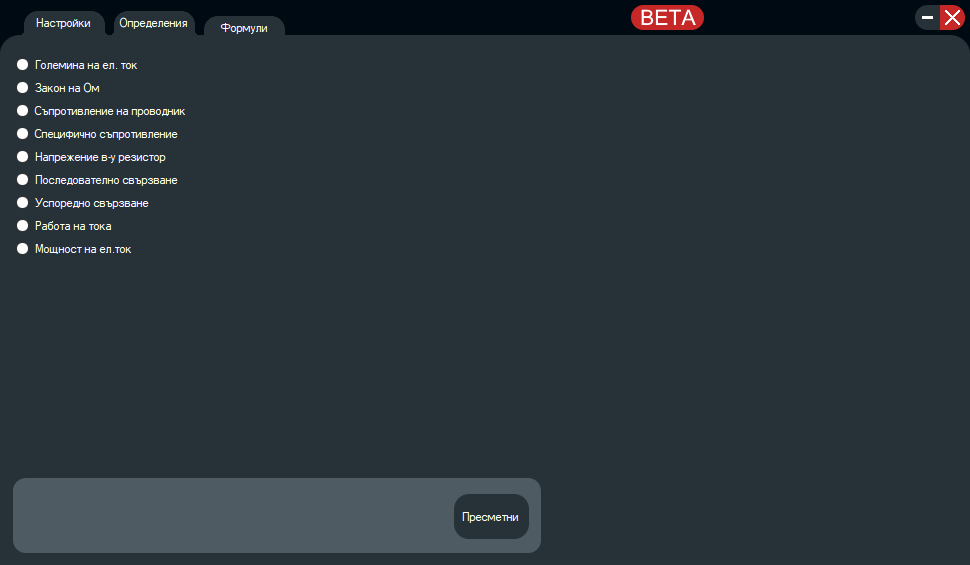 Настройки
Определения
Формули
BETA
Големина на ел. ток
Закон на Ом
Съпротивление на проводник
Специфично съпротивление
Напрежение в-у резистор
Последователно свързване
Успоредно свързване
Работа на тока
Мощност на ел.ток
Пресметни